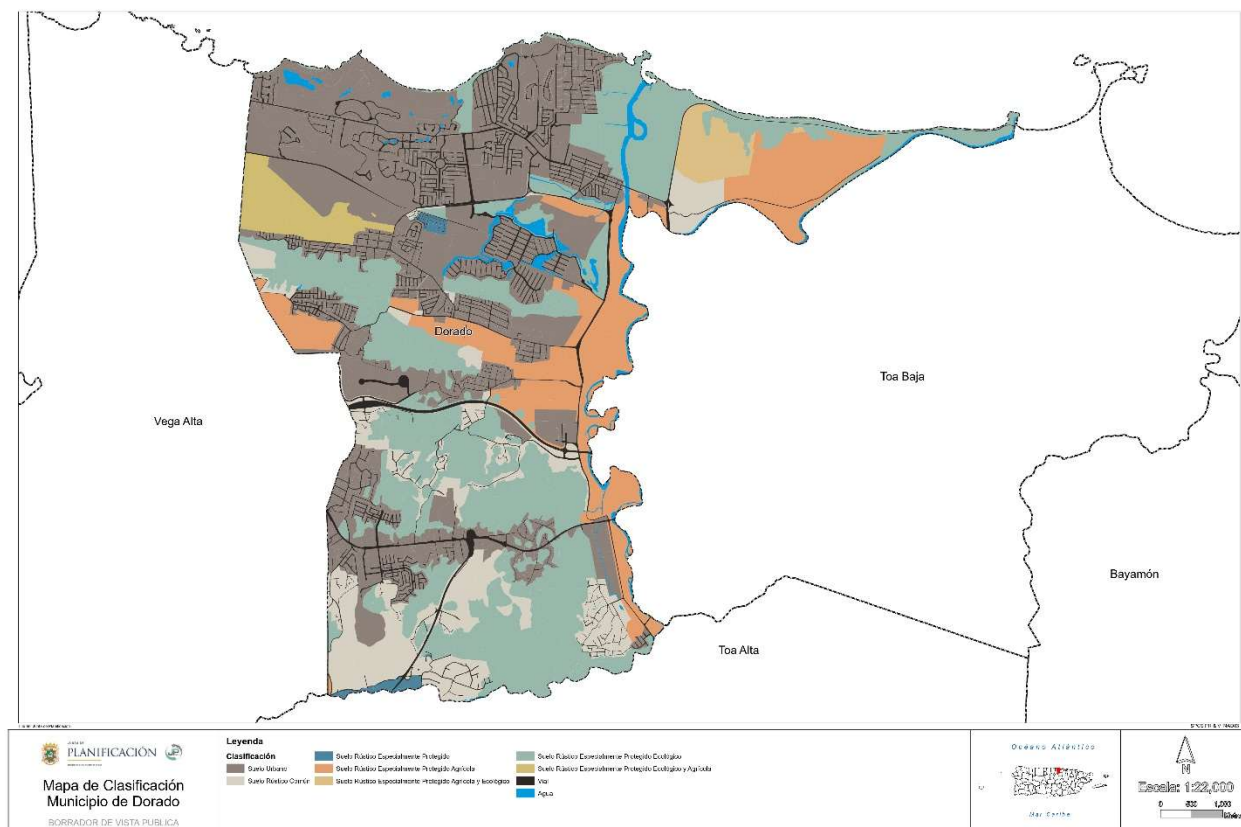 Dorado
Toa Baja
Vega Alta
Bayamón
Toa Alta
JUNTA DE
PLANIFICACIÓN
Mapa de Clasificación
Municipio de Dorado
BORRADOR DE VISTA PUBLICA
Leyenda
Clasificación
Suelo Urbano
Suelo Rústico Común
Suelo Rústico Especialmente Protegido
Suelo Rústico Especialmente Protegido Agrícola
Suelo Rústico Especialmente Protegido Agrícola y Ecológico
Suelo Rústico Especialmente Protegido Ecológico
Suelo Rústico Especialmente Protegido Ecológico y Agrícola
Vial
Agua
Océano Atlántico
Mar Caribe
N
Escala: 1:22,000
0 500 1,000